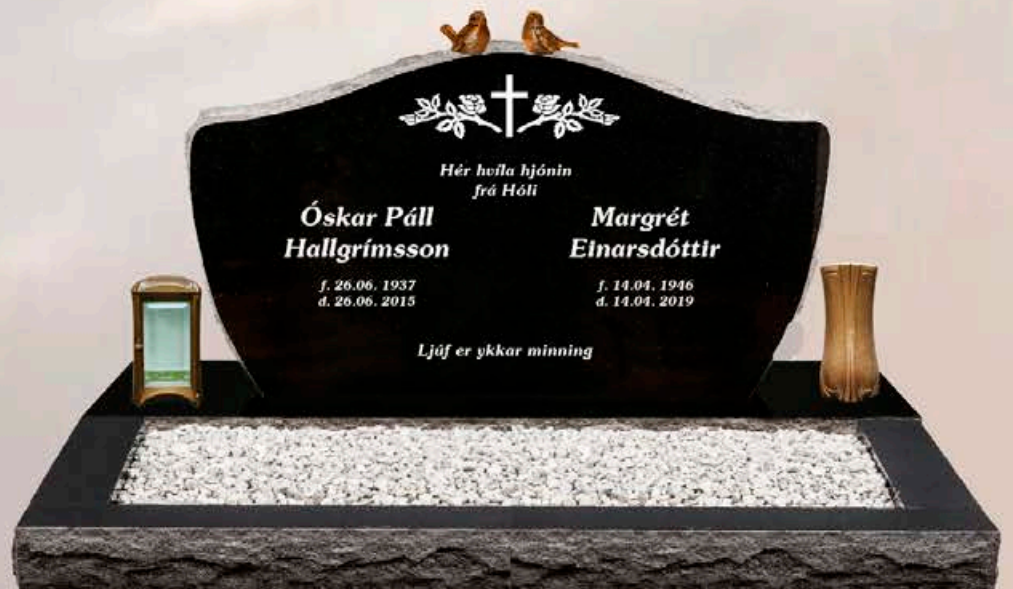 Hér hvíla hjónin
frá Hóli
Óskar Páll
Hallgrímsson
f. 26.06. 1937
d. 26.06. 2015
Margrét
Einarsdóttir
f. 14.04. 1946
d. 14.04. 2019
Ljúf er ykkar minning